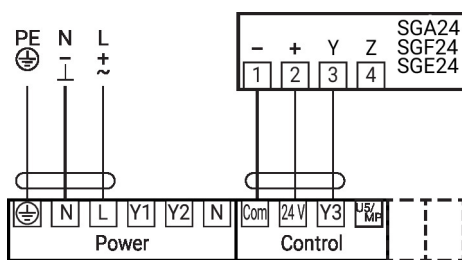 PE N L
SGA24
SGF24
SGE24
- + Y Z
- +
⊥ ~
1 2 3 4
N L Y1 Y2 N Com 24 V Y3 U5/MP
Power Control